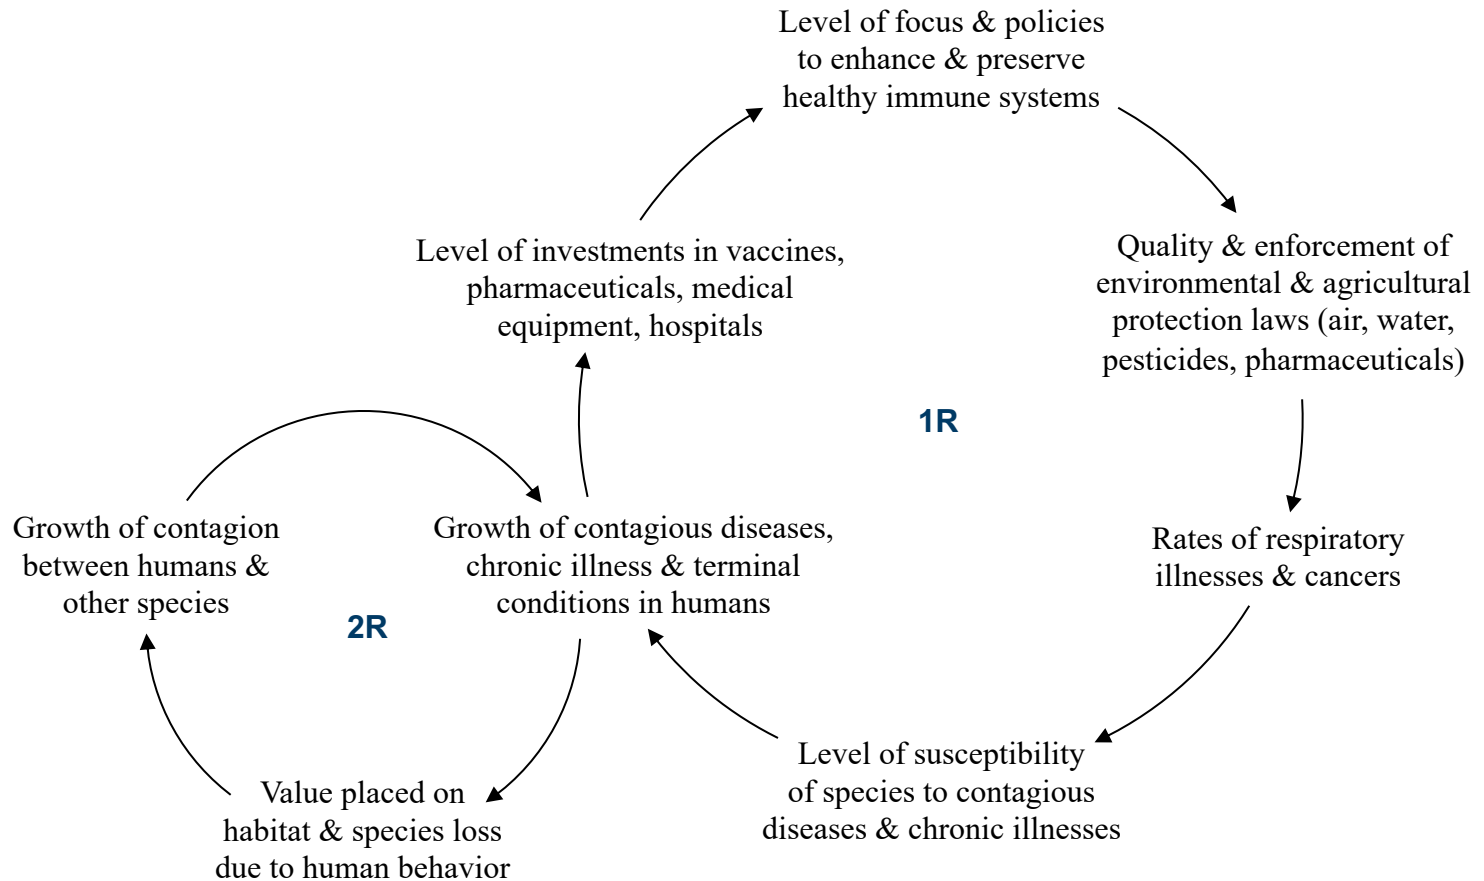 Level of focus & policies
to enhance & preserve
healthy immune systems
Quality & enforcement of
environmental & agricultural
protection laws (air, water,
pesticides, pharmaceuticals)
Level of investments in vaccines,
pharmaceuticals, medical
equipment, hospitals
1R
Growth of contagion
between humans &
other species
Growth of contagious diseases,
chronic illness & terminal
conditions in humans
Rates of respiratory
illnesses & cancers
2R
Level of susceptibility
of species to contagious
diseases & chronic illnesses
Value placed on
habitat & species loss
due to human behavior